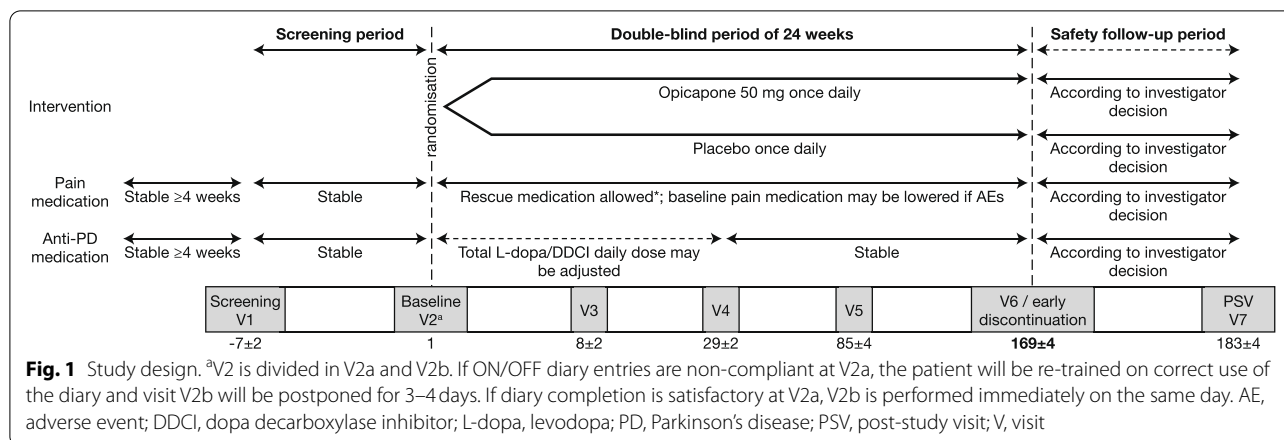 Screening period Double-blind period of 24 weeks Safety follow-up period
randomisation
Intervention
Opicapone 50 mg once daily
According to investigator
decision
Placebo once daily
According to investigator
decision
Pain
medication
Stable ≥4 weeks Stable Rescue medication allowed*; baseline pain medication may be lowered if AEs
According to investigator
decision
Anti-PD
medication
Stable ≥4 weeks Stable
Total L-dopa/DDCI daily dose may
be adjusted
Stable
According to investigator
decision
Screening
V1
Baseline
V2ᵃ
V3
V4
V5
V6 / early
discontinuation
PSV
V7
-7±2 1 8±2 29±2 85±4 169±4 183±4
Fig. 1 Study design. ᵃV2 is divided in V2a and V2b. If ON/OFF diary entries are non-compliant at V2a, the patient will be re-trained on correct use of
the diary and visit V2b will be postponed for 3–4 days. If diary completion is satisfactory at V2a, V2b is performed immediately on the same day. AE,
adverse event; DDCI, dopa decarboxylase inhibitor; L-dopa, levodopa; PD, Parkinson's disease; PSV, post-study visit; V, visit